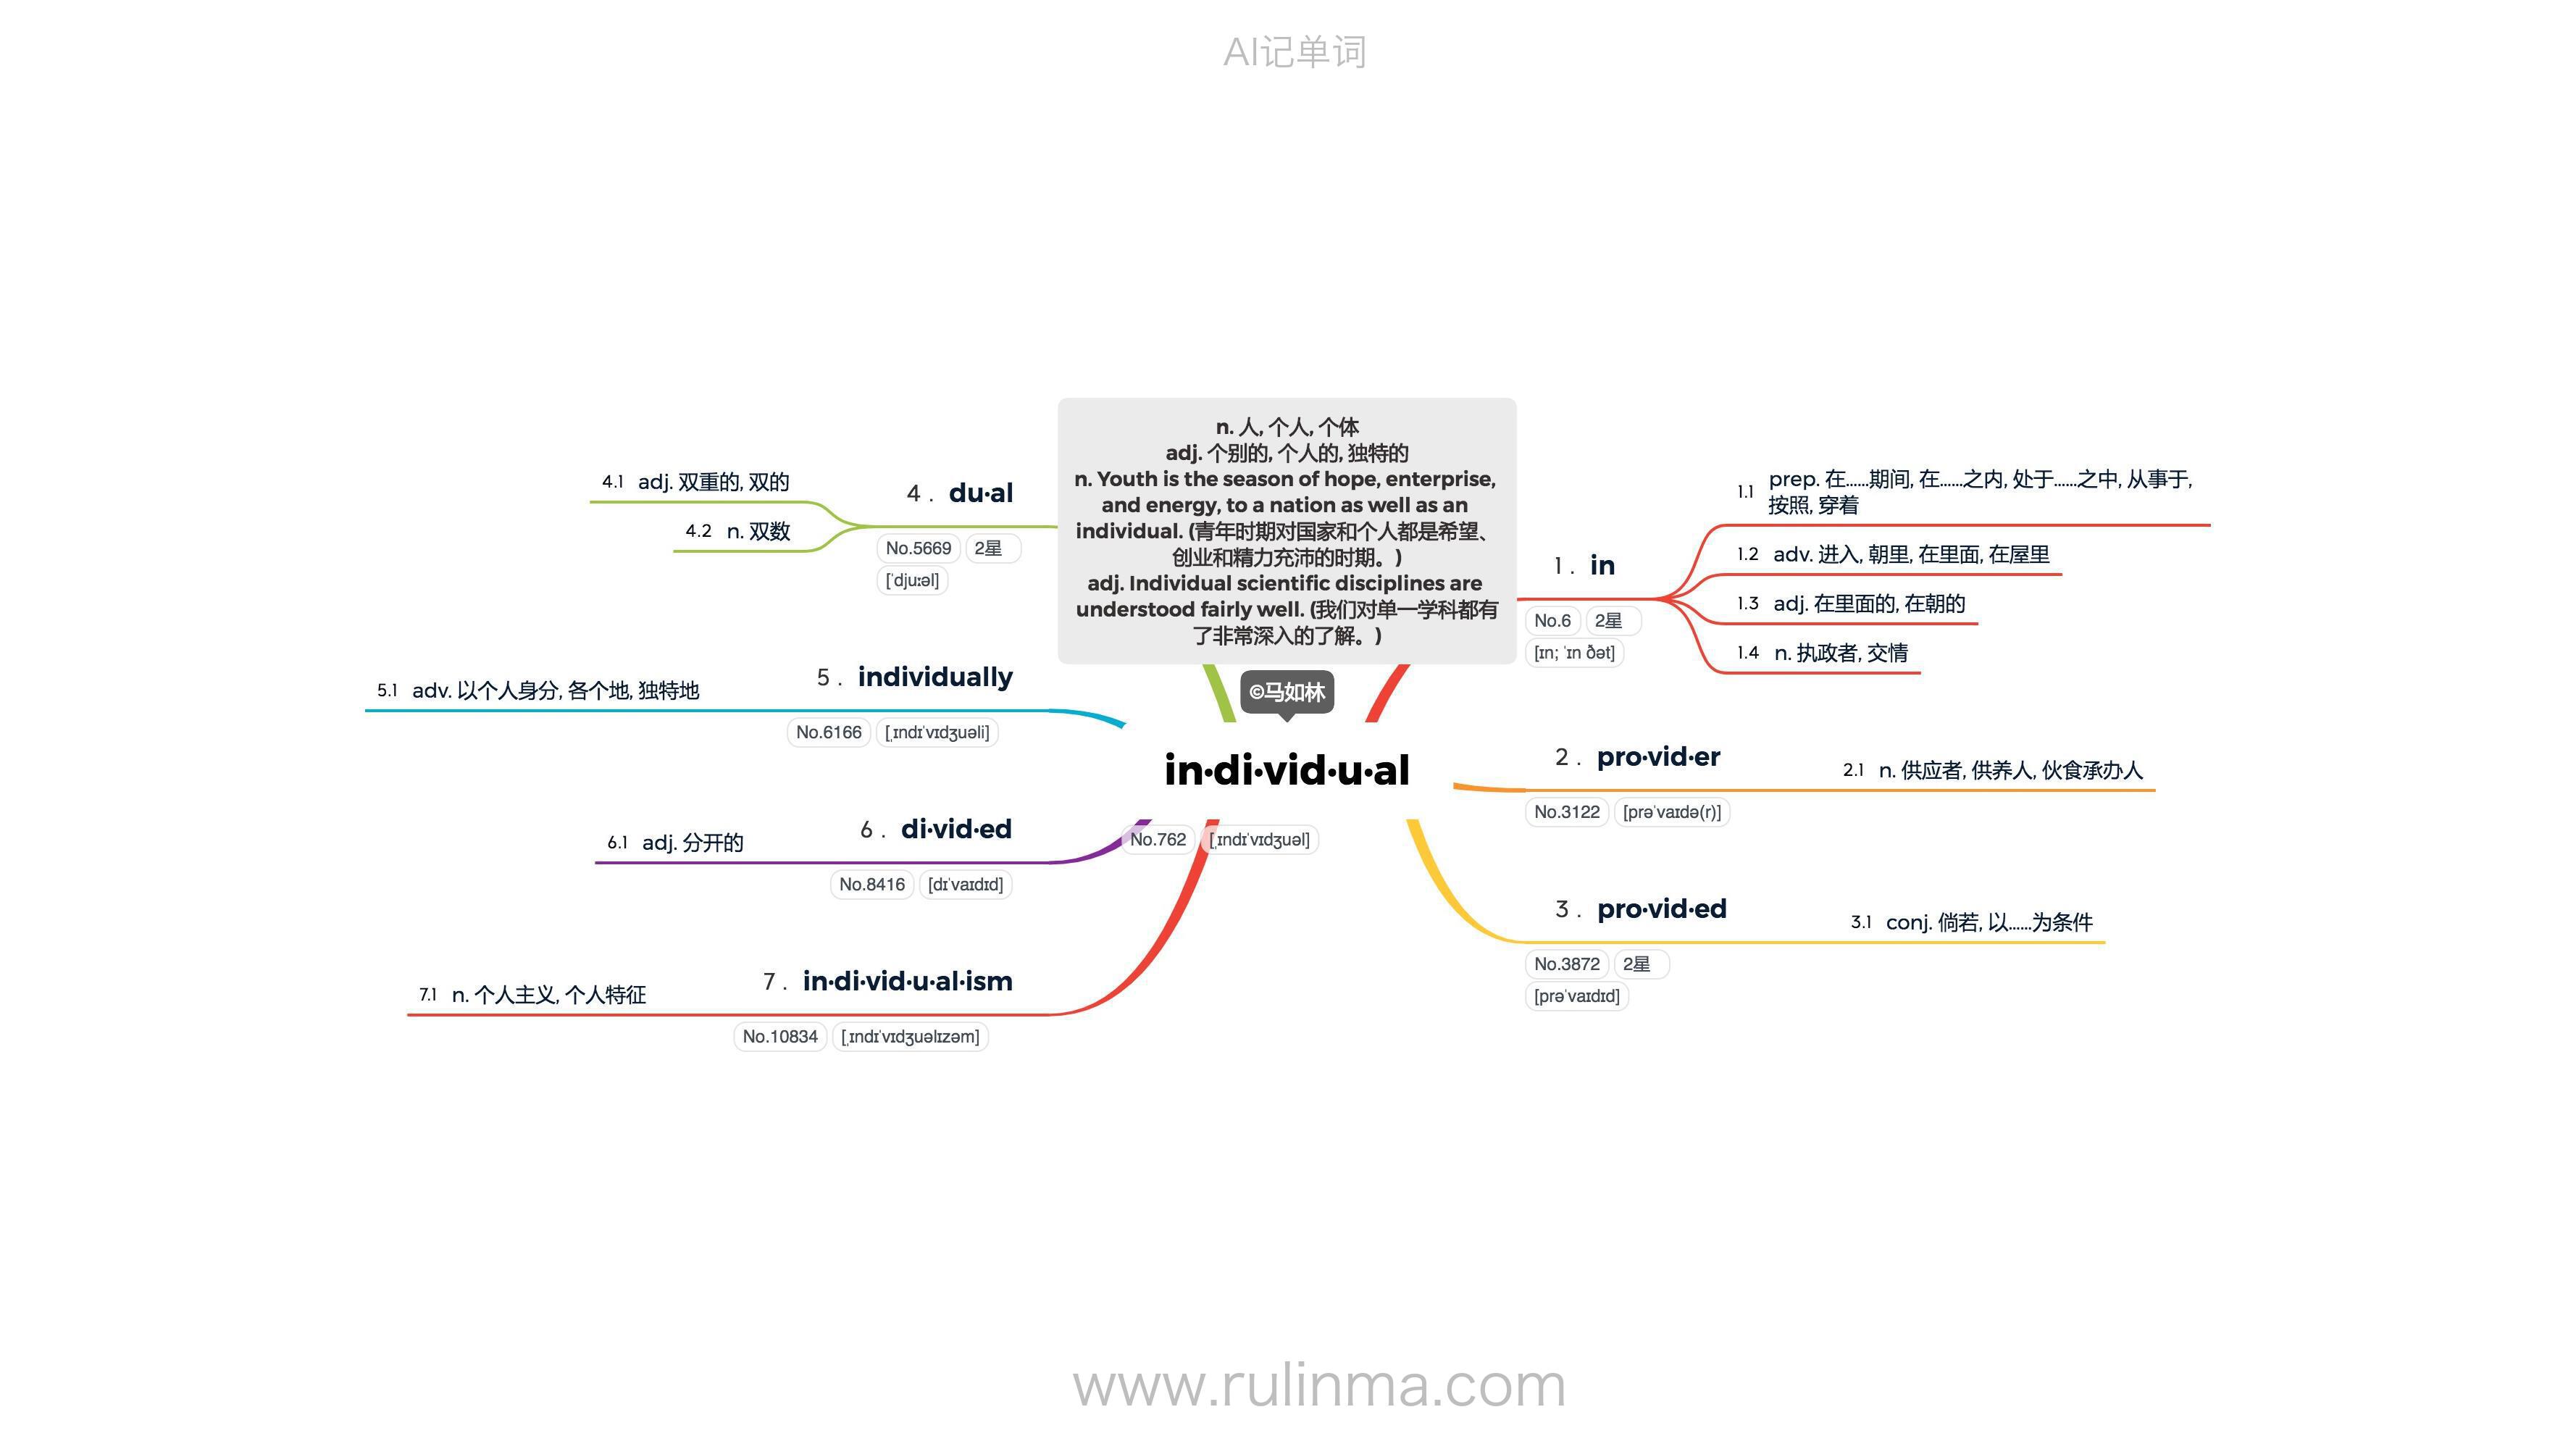 AI记单词
n. 人, 个人, 个体
adj. 个别的, 个人的, 独特的
n. Youth is the season of hope, enterprise,
and energy, to a nation as well as an
individual. (青年时期对国家和个人都是希望、
创业和精力充沛的时期。)
adj. Individual scientific disciplines are
understood fairly well. (我们对单一学科都有
了非常深入的了解。)
©马如林
in·di·vid·u·al
No.762 [ˌɪndɪˈvɪdʒuəl]
1. in
No.6 2星
[ɪn; ˈɪn ðət]
1.1 prep. 在……期间, 在……之内, 处于……之中, 从事于,
按照, 穿着
1.2 adv. 进入, 朝里, 在里面, 在屋里
1.3 adj. 在里面的, 在朝的
1.4 n. 执政者, 交情
2. pro·vid·er
No.3122 [prəˈvaɪdə(r)]
2.1 n. 供应者, 供养人, 伙食承办人
3. pro·vid·ed
No.3872 2星
[prəˈvaɪdɪd]
3.1 conj. 倘若, 以……为条件
4. du·al
No.5669 2星
[ˈdjuːəl]
4.1 adj. 双重的, 双的
4.2 n. 双数
5. individually
No.6166 [ˌɪndɪˈvɪdʒuəli]
5.1 adv. 以个人身分, 各个地, 独特地
6. di·vid·ed
No.8416 [dɪˈvaɪdɪd]
6.1 adj. 分开的
7. in·di·vid·u·al·ism
No.10834 [ˌɪndɪˈvɪdʒuəlɪzəm]
7.1 n. 个人主义, 个人特征
www.rulinma.com